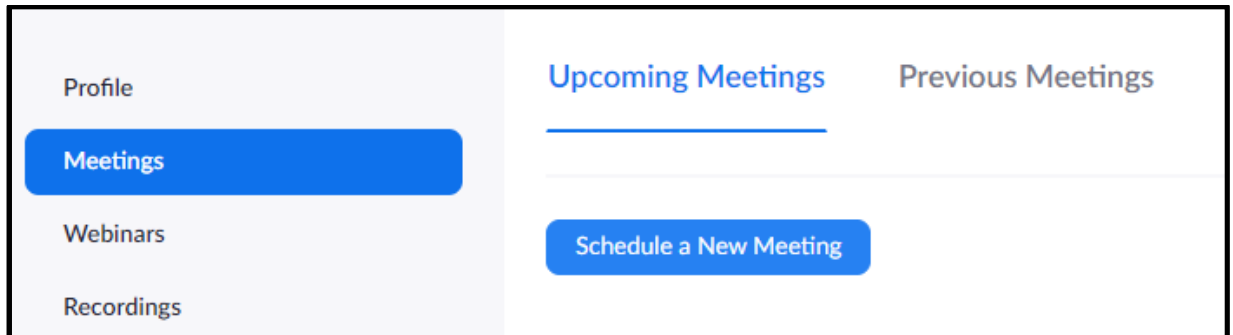 Profile
Meetings
Webinars
Recordings
Upcoming Meetings
Previous Meetings
Schedule a New Meeting